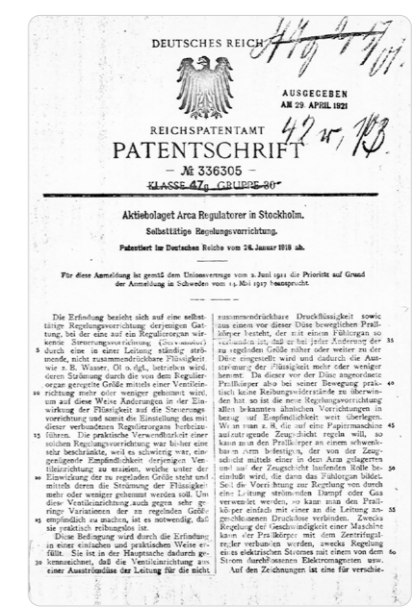 DEUTSCHES REICH
AUSGEGEBEN
AM 29. APRIL 1921
REICHSPATENTAMT
PATENTSCHRIFT
— № 336305 —
KLASSE 47g GRUPPE 30
Aktiebolaget Arca Regulatorer in Stockholm.
Selbsttätige Regelungsvorrichtung.
Patentiert im Deutschen Reiche vom 26. Januar 1918 ab.
Für diese Anmeldung ist gemäß dem Unionsvertrage vom 2. Juni 1911 die Priorität auf Grund
der Anmeldung in Schweden vom 14. Mai 1917 beansprucht.
Die Erfindung bezieht sich auf eine selbst-
tätige Regelungsvorrichtung derjenigen Gat-
tung, bei der eine auf ein Regulierorgan wir-
kende Steuerungsvorrichtung (Servomotor)
5 durch eine in einer Leitung ständig strö-
mende, nicht zusammendrückbare Flüssigkeit,
wie z. B. Wasser, Öl o. dgl., betrieben wird,
deren Strömung durch die von dem Regulier-
organ geregelte Größe mittels einer Ventilein-
10 richtung mehr oder weniger gehemmt wird,
um auf diese Weise Änderungen in der Ein-
wirkung der Flüssigkeit auf die Steuerungs-
vorrichtung und somit die Einstellung des mit
dieser verbundenen Regulierorgans herbeizu-
15 führen. Die praktische Verwendbarkeit einer
solchen Regelungsvorrichtung war bisher eine
sehr beschränkte, weil es schwierig war, ein
genügende Empfindlichkeit derjenigen Ven-
tileinrichtung zu erzielen, welche unter der
20 Einwirkung der zu regelnden Größe steht und
mittels deren die Strömung der Flüssigkeit
mehr oder weniger gehemmt werden soll. Um
diese Ventileinrichtung auch gegen sehr ge-
ringe Variationen der zu regelnden Größe
25 empfindlich zu machen, ist es notwendig, daß
sie praktisch reibungslos ist.
Diese Bedingung wird durch die Erfindung
in einer einfachen und praktischen Weise er-
füllt. Sie ist in der Hauptsache dadurch ge-
30 kennzeichnet, daß die Ventileinrichtung aus
einer Ausströmdüse der Leitung für die nicht
zusammendrückbare Druckflüssigkeit sowie
aus einem vor dieser Düse beweglichen Prall-
körper besteht, der mit einem Fühlorgan so
verbunden ist, daß er bei jeder Änderung der 35
zu regelnden Größe näher oder weiter zu der
Düse eingestellt wird und dadurch die Aus-
strömung der Flüssigkeit mehr oder weniger
hemmt. Da dieser vor der Düse angeordnete
Prallkörper also bei seiner Bewegung prak- 40
tisch keine Reibungswiderstände zu überwin-
den hat, so ist die neue Regelungsvorrichtung
allen bekannten ähnlichen Vorrichtungen in
bezug auf Empfindlichkeit weit überlegen.
Wenn man z. B. die auf eine Papiermaschine 45
aufzutragende Zeugschicht regeln will, so
kann man den Prallkörper an einem schwenk-
baren Arm befestigen, der von der Zeug-
schicht mittels einer in dem Arm gelagerten
und auf der Zeugschicht laufenden Rolle be- 50
einflußt wird, die dann das Fühlorgan bildet.
Soll die Vorrichtung zur Regelung von durch
eine Leitung strömenden Dampf oder Gas
verwendet werden, so kann man den Prall-
körper einfach mit einer an die Leitung an- 55
geschlossenen Druckdose verbinden. Zwecks
Regelung der Geschwindigkeit einer Maschine
kann der Prallkörper mit dem Zentrifugal-
regler verbunden werden, zwecks Regelung
eines elektrischen Stromes mit einem von dem 60
Strom durchflossenen Elektromagneten usw.
Auf den Zeichnungen ist eine für verschie-